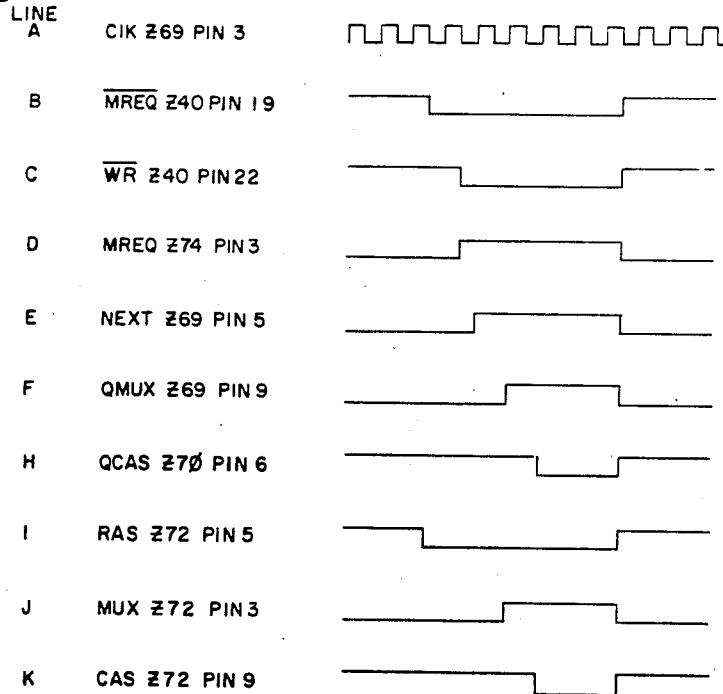 LINE
A CIK Z69 PIN 3
B MREQ Z40 PIN 19
C WR Z40 PIN 22
D MREQ Z74 PIN 3
E NEXT Z69 PIN 5
F QMUX Z69 PIN 9
H QCAS Z7Ø PIN 6
I RAS Z72 PIN 5
J MUX Z72 PIN 3
K CAS Z72 PIN 9